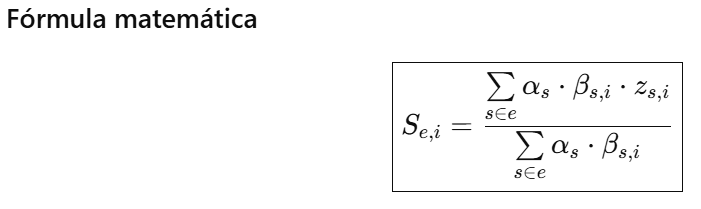 Fórmula matemática
$$S_{e,i} = \frac{\sum_{s \in e} \alpha_s \cdot \beta_{s,i} \cdot z_{s,i}}{\sum_{s \in e} \alpha_s \cdot \beta_{s,i}}$$